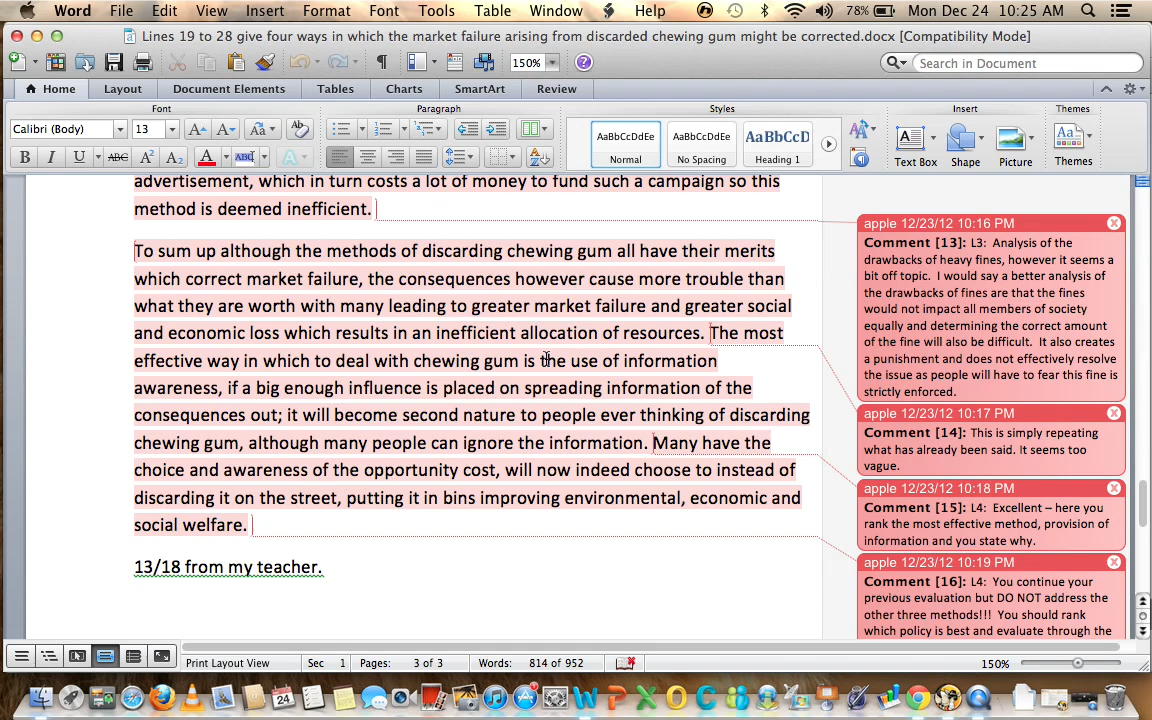 Word File Edit View Insert Format Font Tools Table Window Help 78% Mon Dec 24 10:25 AM
Lines 19 to 28 give four ways in which the market failure arising from discarded chewing gum might be corrected.docx [Compatibility Mode]
150% Search in Document
Home Layout Document Elements Tables Charts SmartArt Review
Font Paragraph Styles Insert Themes
Calibri (Body) 13 A A Aa AaBbCcDdEe AaBbCcDdEe AaBbCcD A
B I U ABC A² A₂ A ABC A Normal No Spacing Heading 1 Text Box Shape Picture Themes
advertisement, which in turn costs a lot of money to fund such a campaign so this
method is deemed inefficient.
To sum up although the methods of discarding chewing gum all have their merits
which correct market failure, the consequences however cause more trouble than
what they are worth with many leading to greater market failure and greater social
and economic loss which results in an inefficient allocation of resources. The most
effective way in which to deal with chewing gum is the use of information
awareness, if a big enough influence is placed on spreading information of the
consequences out; it will become second nature to people ever thinking of discarding
chewing gum, although many people can ignore the information. Many have the
choice and awareness of the opportunity cost, will now indeed choose to instead of
discarding it on the street, putting it in bins improving environmental, economic and
social welfare.
13/18 from my teacher.
apple 12/23/12 10:16 PM
Comment [13]: L3: Analysis of the
drawbacks of heavy fines, however it seems a
bit off topic. I would say a better analysis of
the drawbacks of fines are that the fines
would not impact all members of society
equally and determining the correct amount
of the fine will also be difficult. It also creates
a punishment and does not effectively resolve
the issue as people will have to fear this fine is
strictly enforced.
apple 12/23/12 10:17 PM
Comment [14]: This is simply repeating
what has already been said. It seems too
vague.
apple 12/23/12 10:18 PM
Comment [15]: L4: Excellent – here you
rank the most effective method, provision of
information and you state why.
apple 12/23/12 10:19 PM
Comment [16]: L4: You continue your
previous evaluation but DO NOT address the
other three methods!!! You should rank
which policy is best and evaluate through the
Print Layout View Sec 1 Pages: 3 of 3 Words: 814 of 952 150%